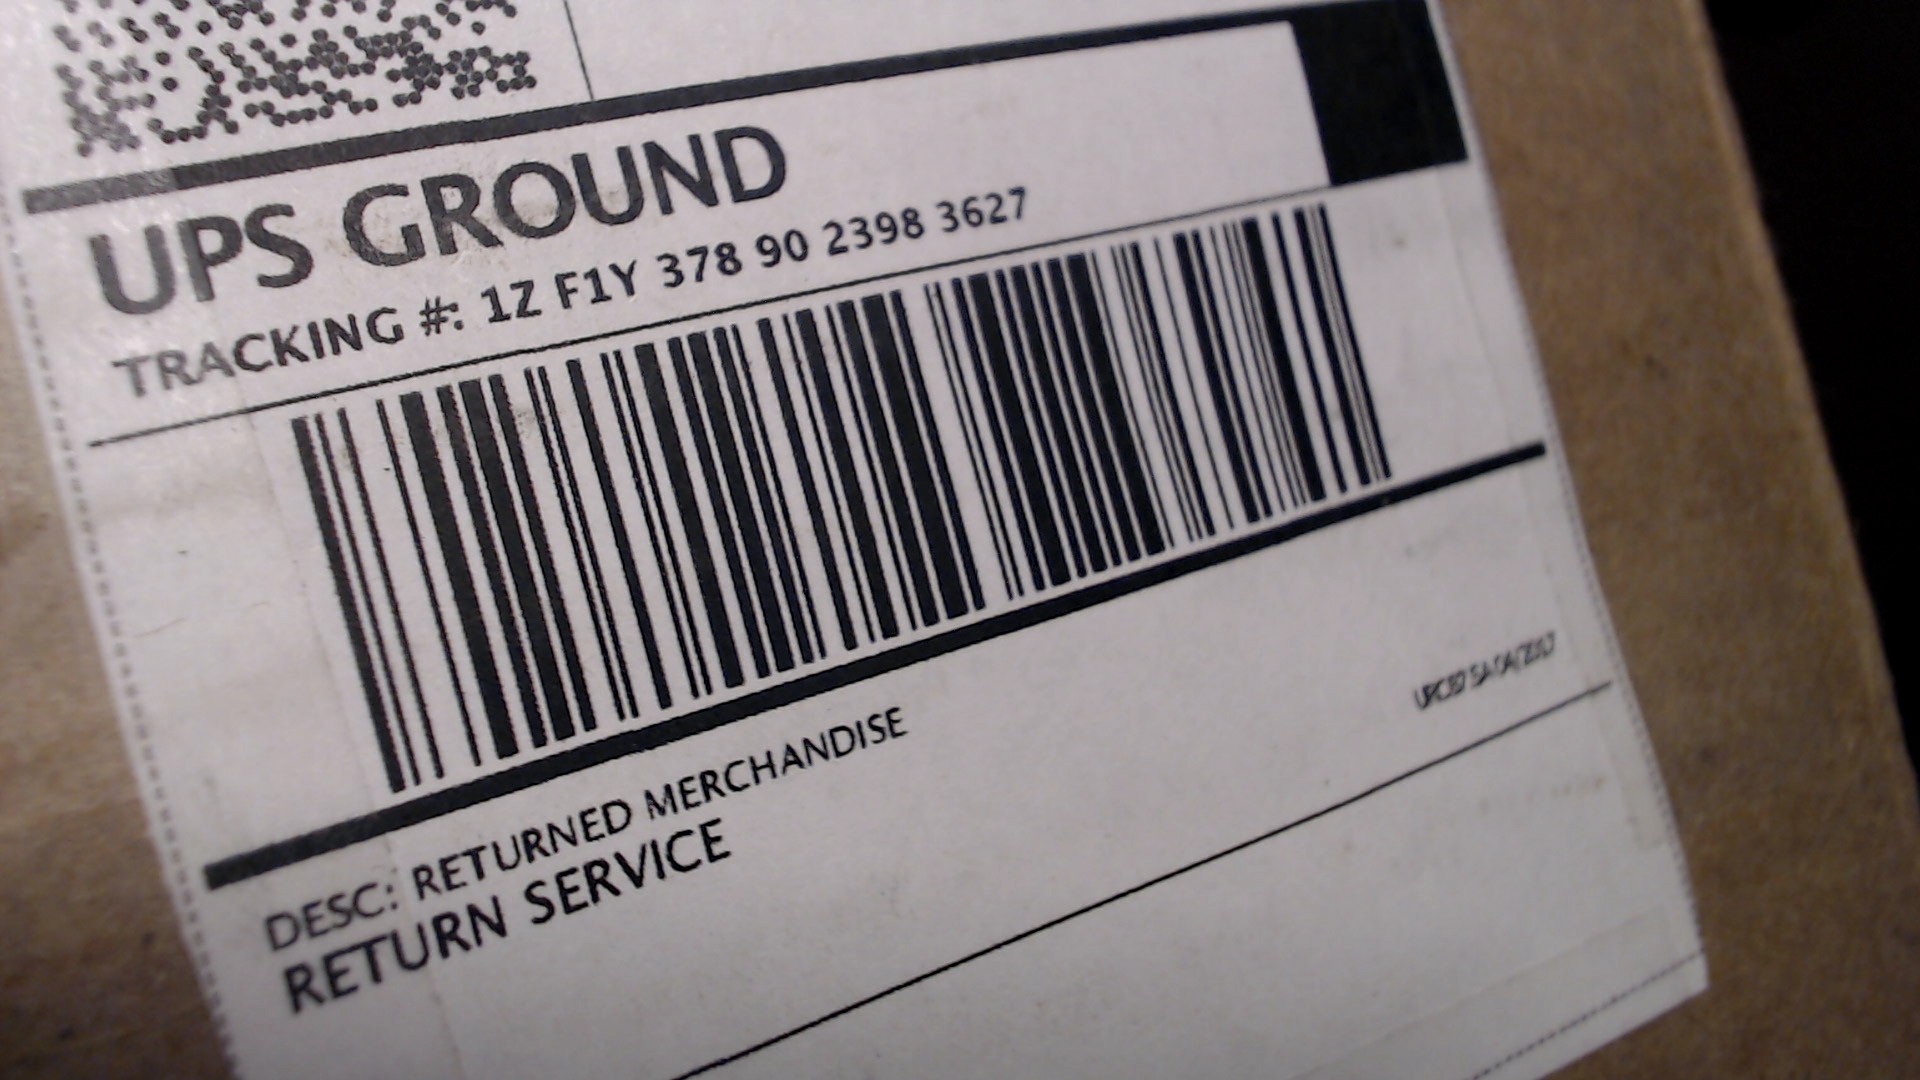 UPS GROUND
TRACKING #: 1Z F1Y 378 90 2398 3627
DESC: RETURNED MERCHANDISE
RETURN SERVICE